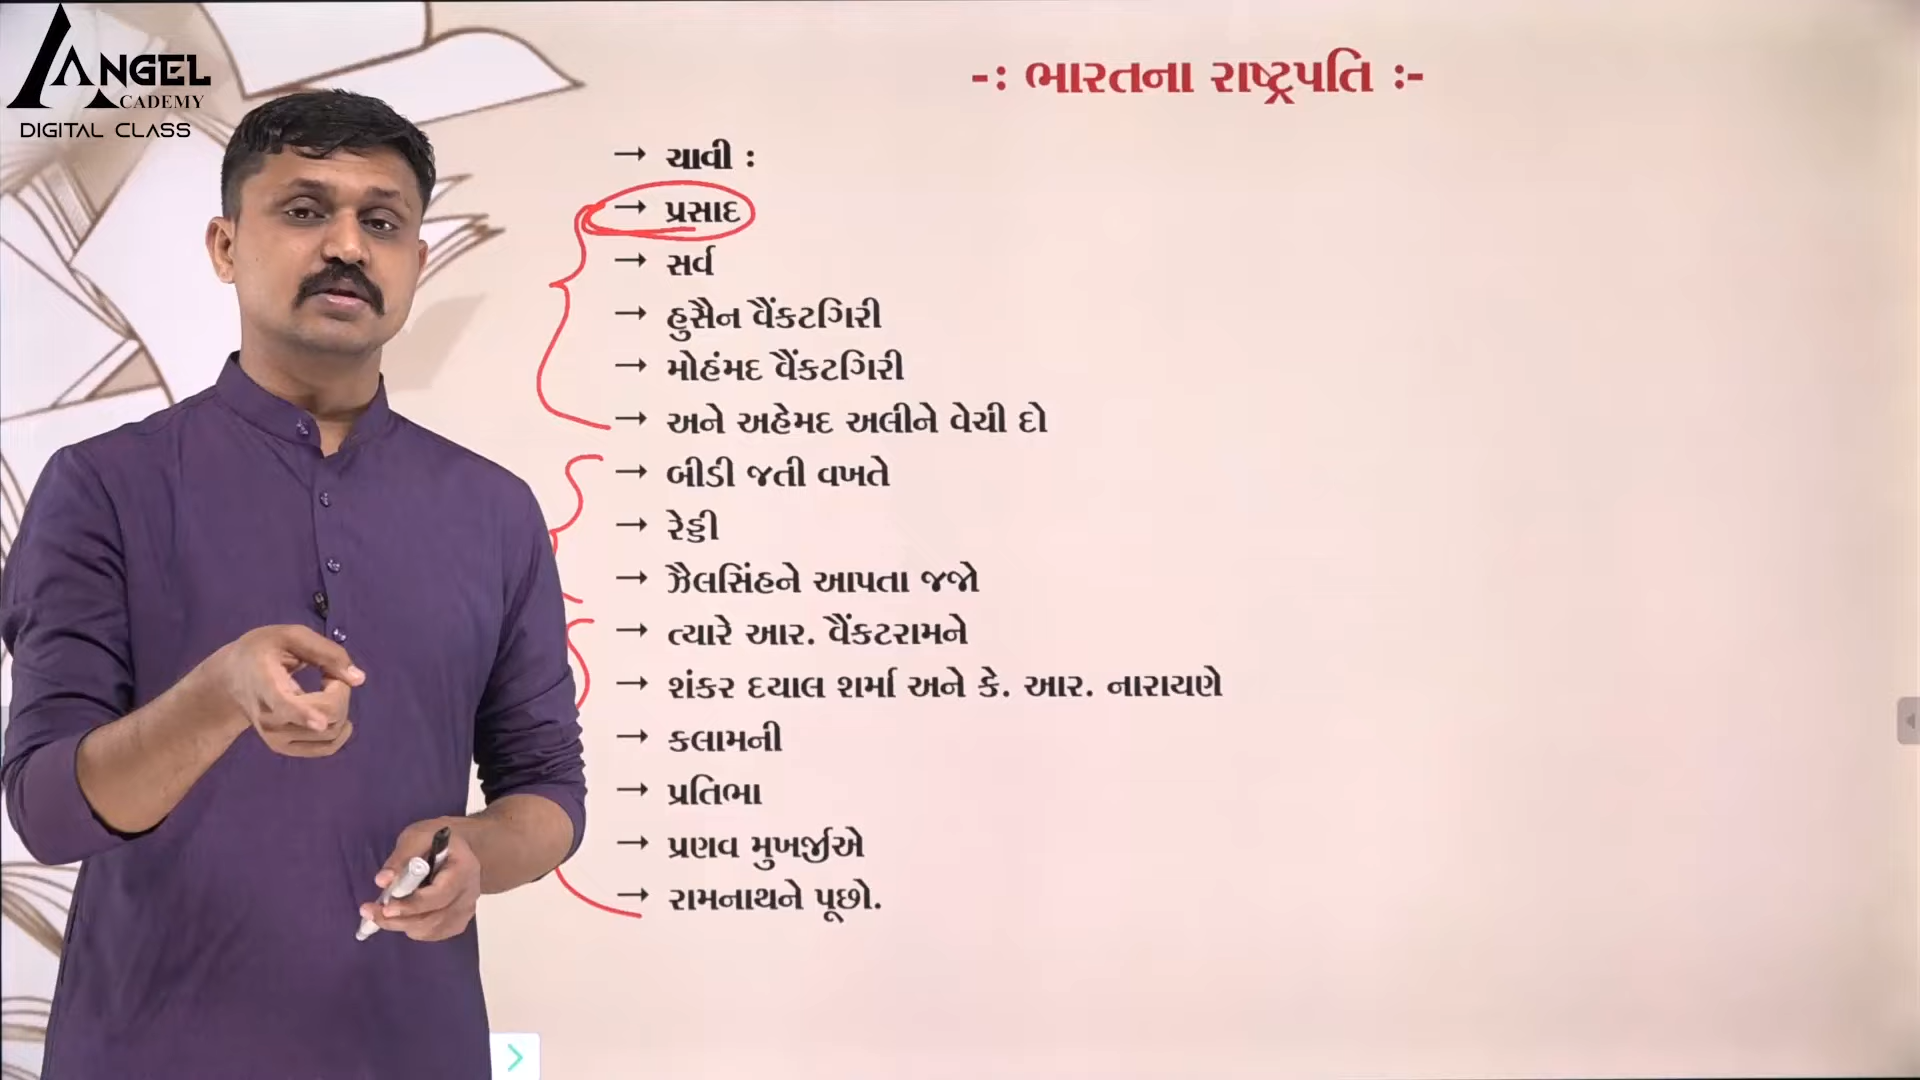 ANGEL
ACADEMY
DIGITAL CLASS
-: ભારતના રાષ્ટ્રપતિ :-
→ ચાવી :
→ પ્રસાદ
→ સર્વ
→ હુસૈન વૈંકટગિરી
→ મોહંમદ વૈંકટગિરી
→ અને અહેમદ અલીને વેચી દો
→ બીડી જતી વખતે
→ રેડ્ડી
→ ઝૈલસિંહને આપતા જજો
→ ત્યારે આર. વૈંકટરામને
→ શંકર દયાલ શર્મા અને કે. આર. નારાયણે
→ કલામની
→ પ્રતિભા
→ પ્રણવ મુખર્જીએ
→ રામનાથને પૂછો.